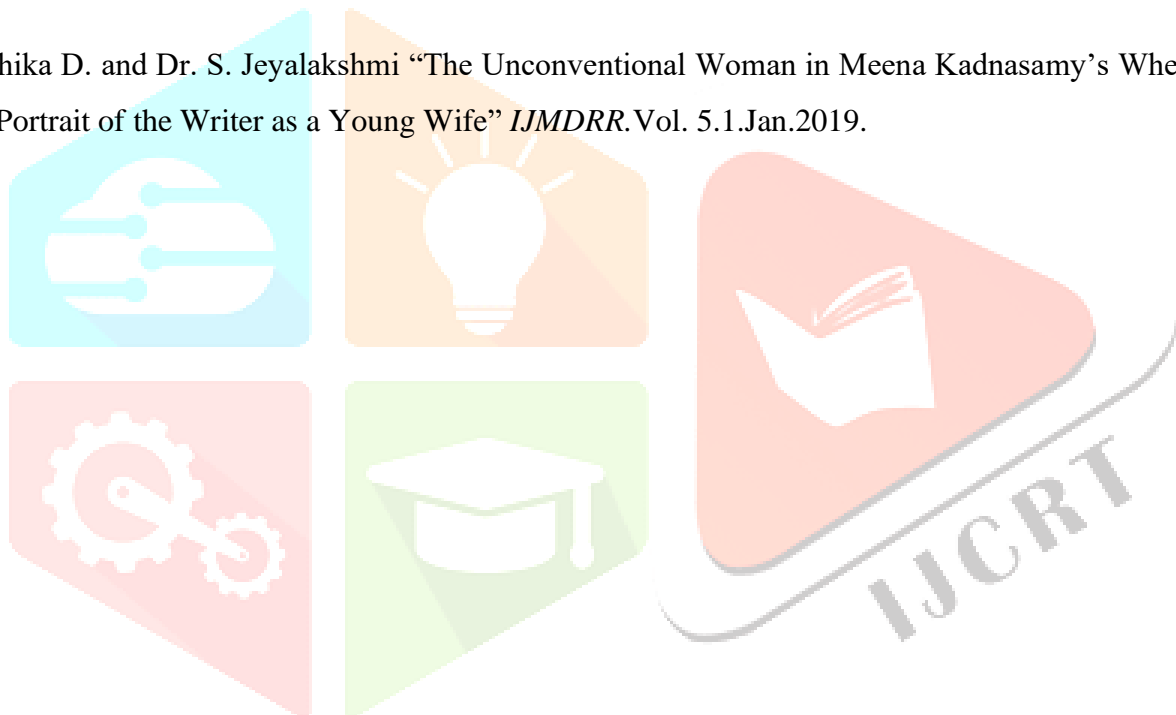 hika D. and Dr. S. Jeyalakshmi “The Unconventional Woman in Meena Kadnasamy’s Whe
Portrait of the Writer as a Young Wife” IJMDRR.Vol. 5.1.Jan.2019.
IJCRT